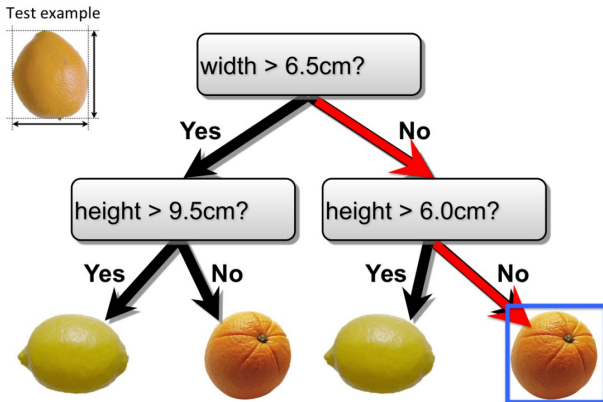 Test example
width > 6.5cm?
Yes
No
height > 9.5cm?
height > 6.0cm?
Yes
No
Yes
No